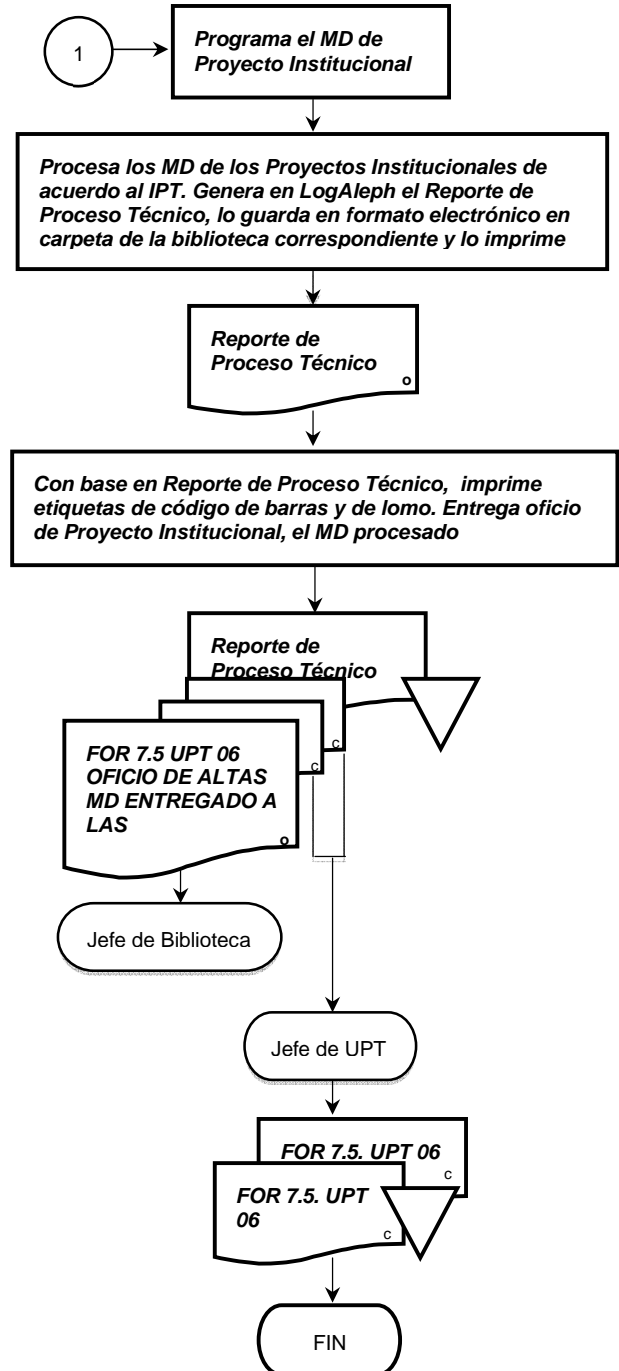 1
Programa el MD de
Proyecto Institucional
Procesa los MD de los Proyectos Institucionales de
acuerdo al IPT. Genera en LogAleph el Reporte de
Proceso Técnico, lo guarda en formato electrónico en
carpeta de la biblioteca correspondiente y lo imprime
Reporte de
Proceso Técnico
o
Con base en Reporte de Proceso Técnico, imprime
etiquetas de código de barras y de lomo. Entrega oficio
de Proyecto Institucional, el MD procesado
Reporte de
Proceso Técnico
c
c
FOR 7.5 UPT 06
OFICIO DE ALTAS
MD ENTREGADO A
LAS
o
Jefe de Biblioteca
Jefe de UPT
FOR 7.5. UPT 06
c
FOR 7.5. UPT
06
c
FIN